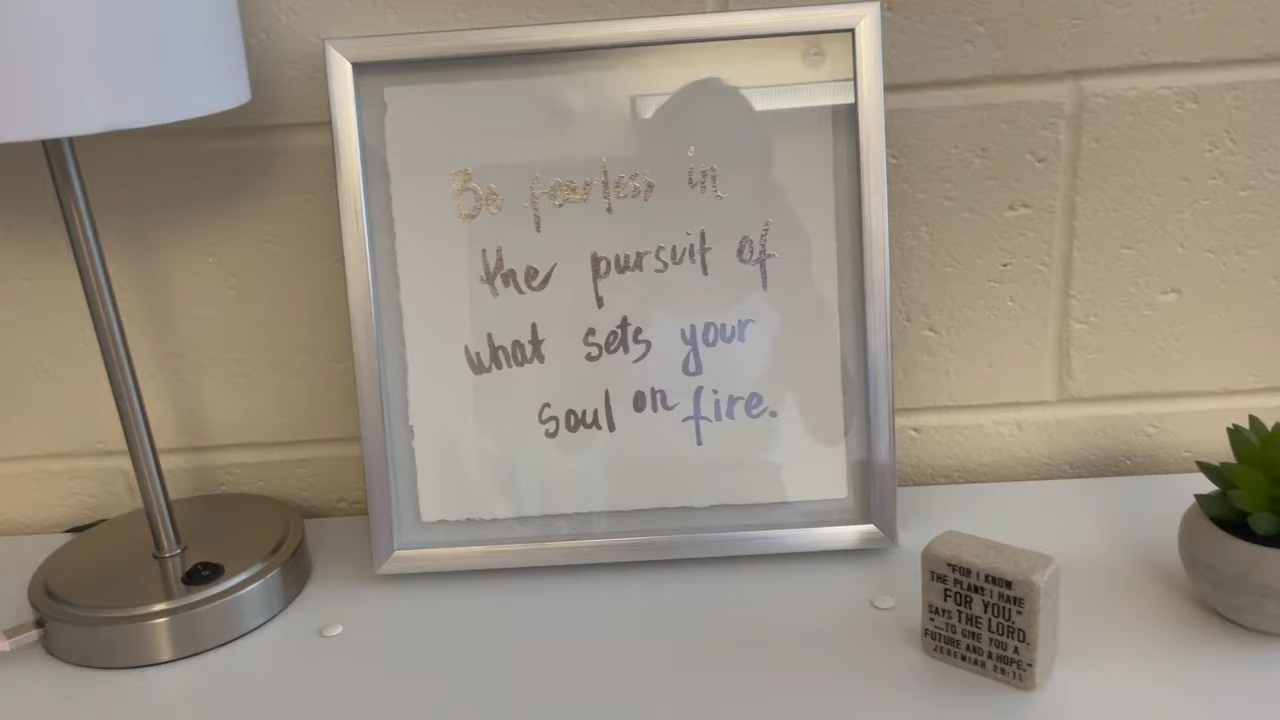 Be fearless in
the pursuit of
what sets your
soul on fire.
"FOR I KNOW
THE PLANS I HAVE
FOR YOU,"
SAYS THE LORD.
"...TO GIVE YOU A
FUTURE AND A HOPE."
JEREMIAH 29:11